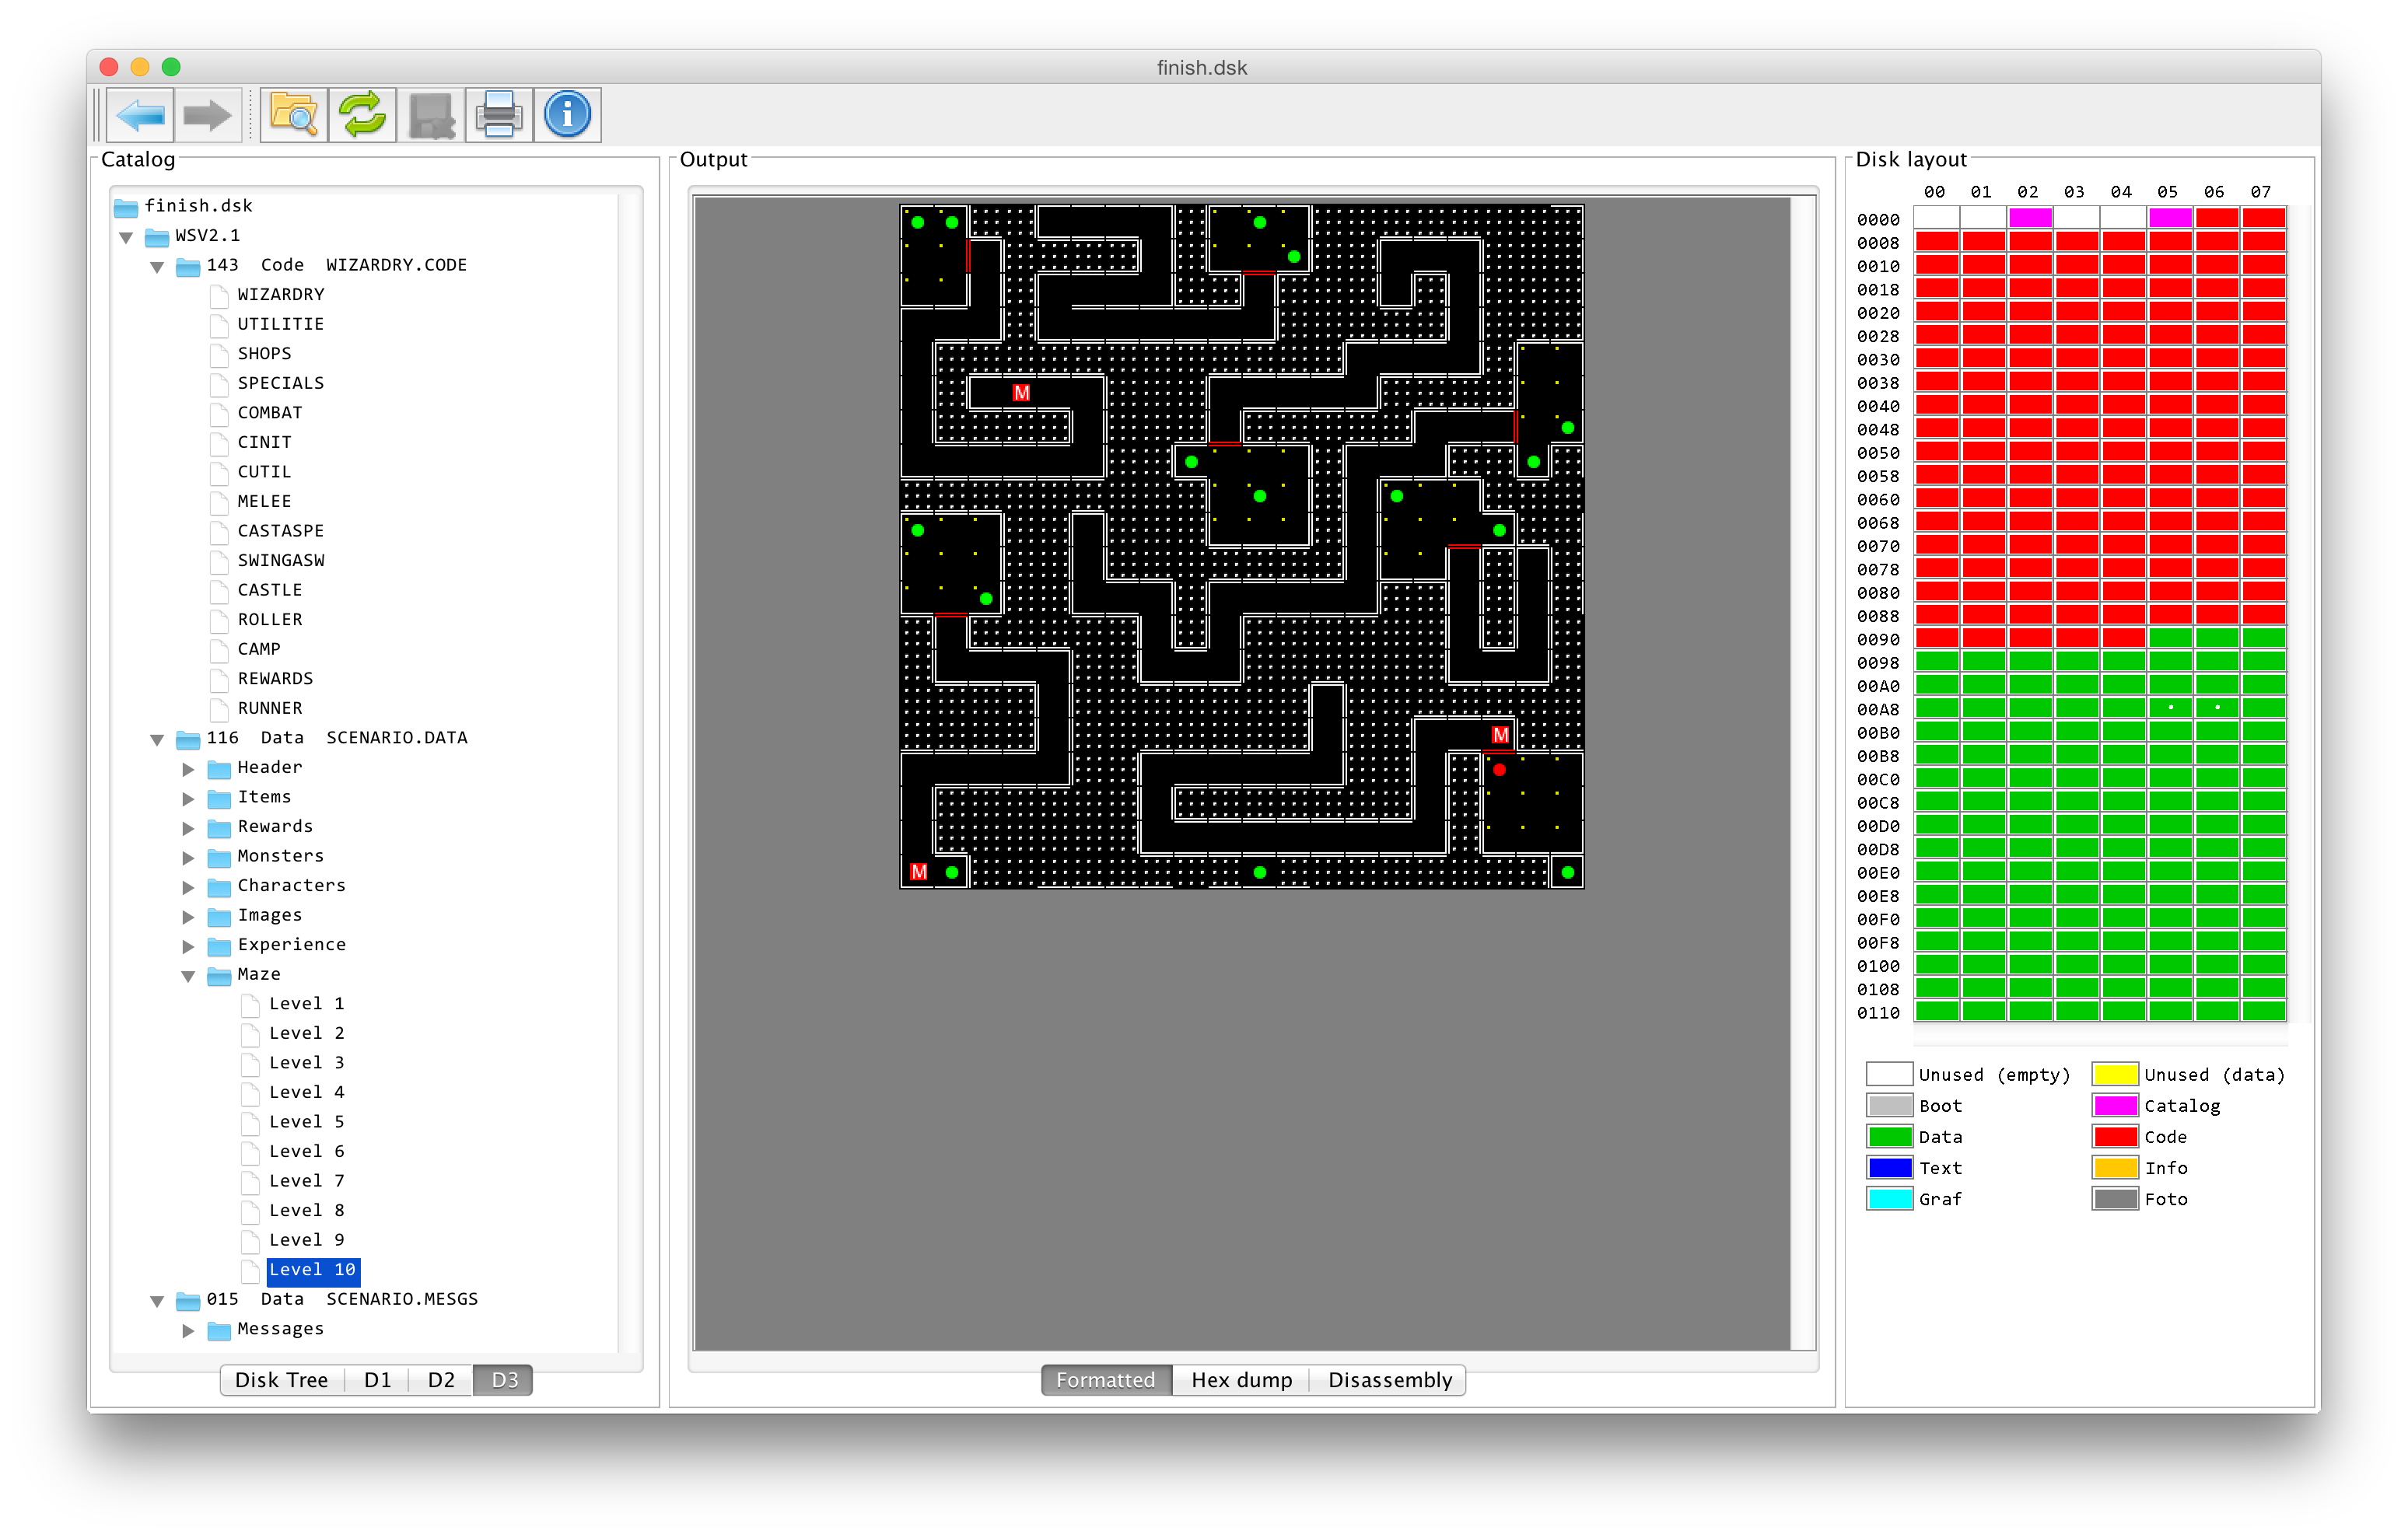 finish.dsk
Catalog
finish.dsk
WSV2.1
143 Code WIZARDRY.CODE
WIZARDRY
UTILITIE
SHOPS
SPECIALS
COMBAT
CINIT
CUTIL
MELEE
CASTASPE
SWINGASW
CASTLE
ROLLER
CAMP
REWARDS
RUNNER
116 Data SCENARIO.DATA
Header
Items
Rewards
Monsters
Characters
Images
Experience
Maze
Level 1
Level 2
Level 3
Level 4
Level 5
Level 6
Level 7
Level 8
Level 9
Level 10
015 Data SCENARIO.MESGS
Messages
Disk Tree D1 D2 D3
Output
M
M
M
Formatted Hex dump Disassembly
Disk layout
00 01 02 03 04 05 06 07
0000
0008
0010
0018
0020
0028
0030
0038
0040
0048
0050
0058
0060
0068
0070
0078
0080
0088
0090
0098
00A0
00A8
00B0
00B8
00C0
00C8
00D0
00D8
00E0
00E8
00F0
00F8
0100
0108
0110
Unused (empty) Unused (data)
Boot Catalog
Data Code
Text Info
Graf Foto